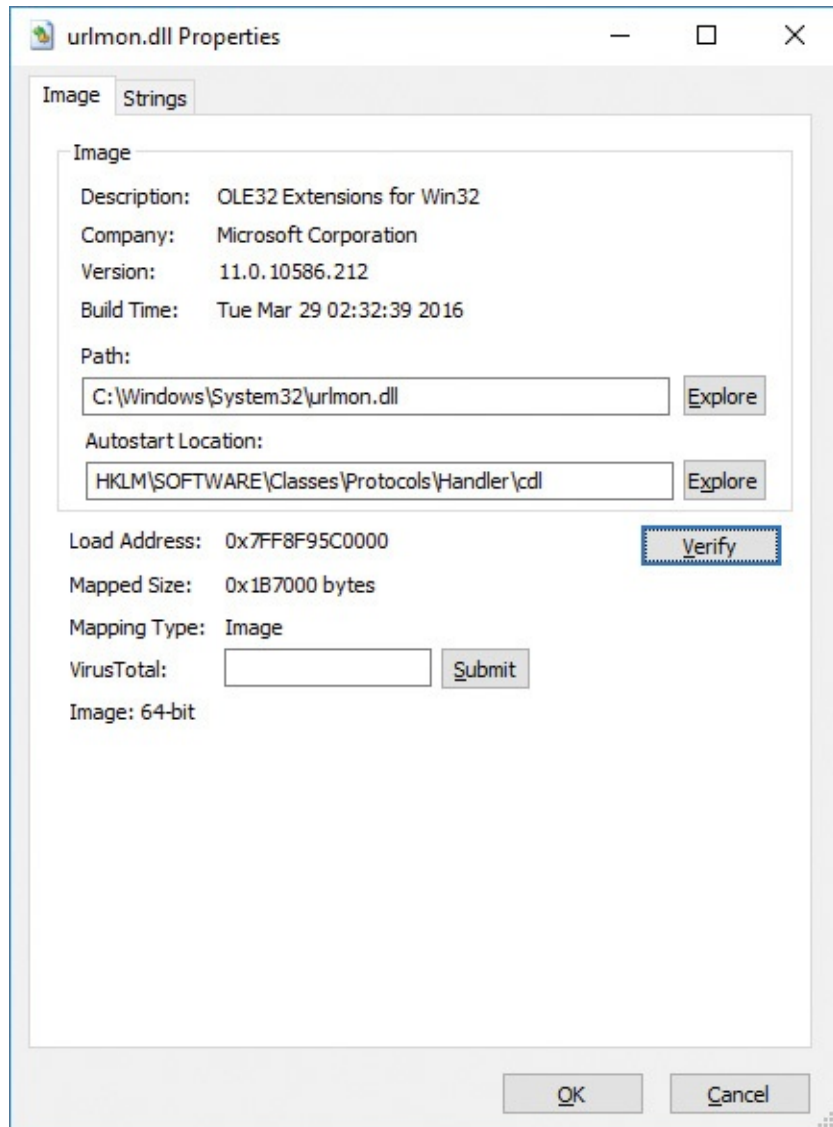 urlmon.dll Properties
Image Strings
Image
Description: OLE32 Extensions for Win32
Company: Microsoft Corporation
Version: 11.0.10586.212
Build Time: Tue Mar 29 02:32:39 2016
Path:
C:\Windows\System32\urlmon.dll Explore
Autostart Location:
HKLM\SOFTWARE\Classes\Protocols\Handler\cdl Explore
Load Address: 0x7FF8F95C0000 Verify
Mapped Size: 0x1B7000 bytes
Mapping Type: Image
VirusTotal: Submit
Image: 64-bit
OK Cancel